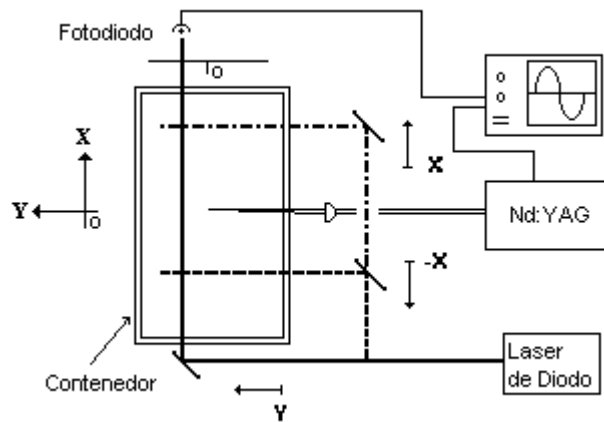 Fotodiodo
O
X
X
Y
O
Nd:YAG
-X
Laser
de Diodo
Contenedor
Y